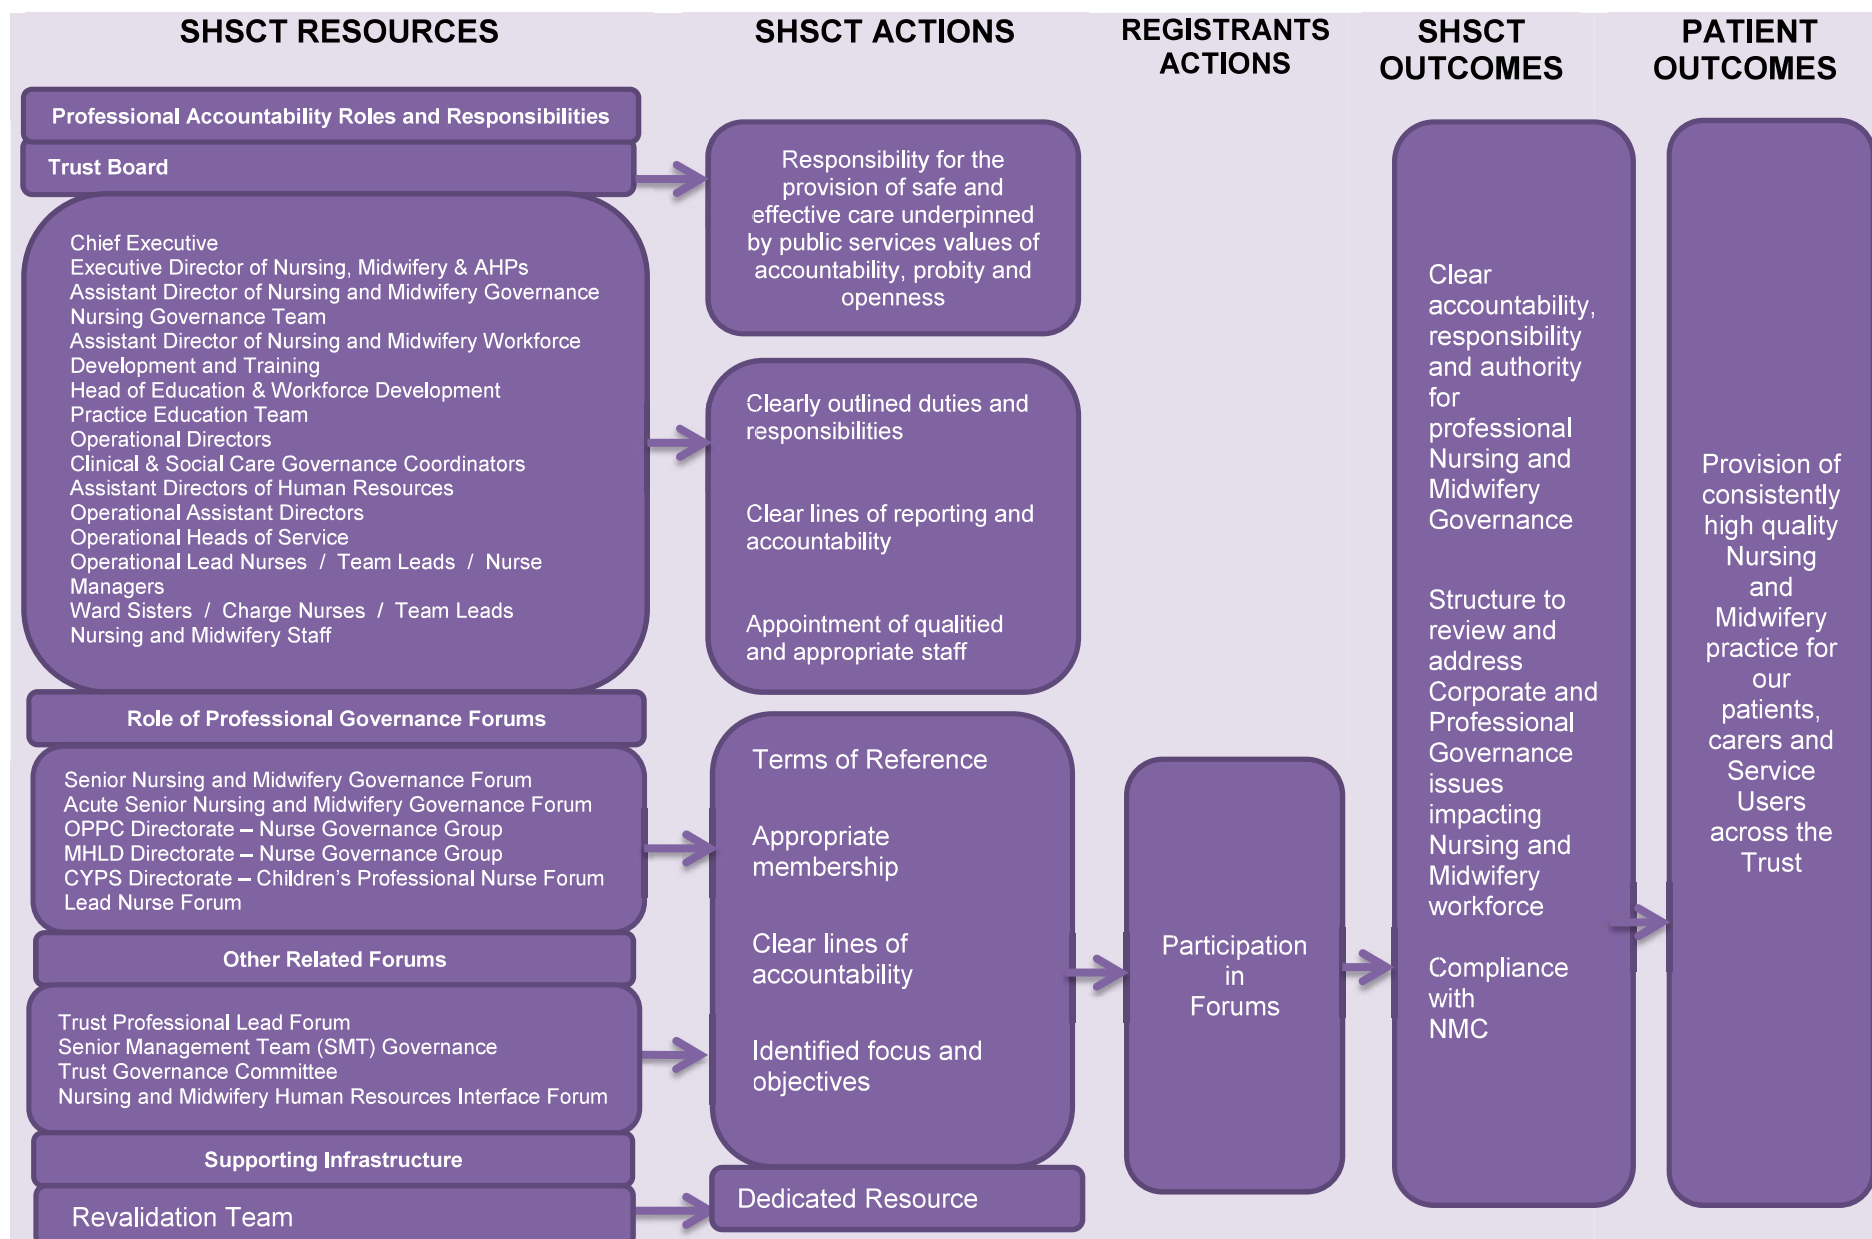 SHSCT RESOURCES
SHSCT ACTIONS
REGISTRANTS
ACTIONS
SHSCT
OUTCOMES
PATIENT
OUTCOMES
Professional Accountability Roles and Responsibilities
Trust Board
Chief Executive
Executive Director of Nursing, Midwifery & AHPs
Assistant Director of Nursing and Midwifery Governance
Nursing Governance Team
Assistant Director of Nursing and Midwifery Workforce
Development and Training
Head of Education & Workforce Development
Practice Education Team
Operational Directors
Clinical & Social Care Governance Coordinators
Assistant Directors of Human Resources
Operational Assistant Directors
Operational Heads of Service
Operational Lead Nurses / Team Leads / Nurse
Managers
Ward Sisters / Charge Nurses / Team Leads
Nursing and Midwifery Staff
Role of Professional Governance Forums
Senior Nursing and Midwifery Governance Forum
Acute Senior Nursing and Midwifery Governance Forum
OPPC Directorate – Nurse Governance Group
MHLD Directorate – Nurse Governance Group
CYPS Directorate – Children's Professional Nurse Forum
Lead Nurse Forum
Other Related Forums
Trust Professional Lead Forum
Senior Management Team (SMT) Governance
Trust Governance Committee
Nursing and Midwifery Human Resources Interface Forum
Supporting Infrastructure
Revalidation Team
Responsibility for the
provision of safe and
effective care underpinned
by public services values of
accountability, probity and
openness
Clearly outlined duties and
responsibilities
Clear lines of reporting and
accountability
Appointment of qualitied
and appropriate staff
Terms of Reference
Appropriate
membership
Clear lines of
accountability
Identified focus and
objectives
Dedicated Resource
Participation
in
Forums
Clear
accountability,
responsibility
and authority
for
professional
Nursing and
Midwifery
Governance
Structure to
review and
address
Corporate and
Professional
Governance
issues
impacting
Nursing and
Midwifery
workforce
Compliance
with
NMC
Provision of
consistently
high quality
Nursing
and
Midwifery
practice for
our
patients,
carers and
Service
Users
across the
Trust